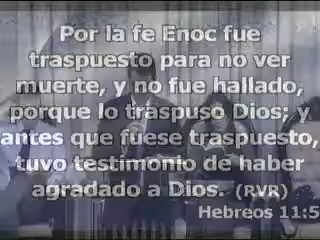 Por la fe Enoc fue
traspuesto para no ver
muerte, y no fue hallado,
porque lo traspuso Dios; y
antes que fuese traspuesto,
tuvo testimonio de haber
agradado a Dios. (RVR)
Hebreos 11:5